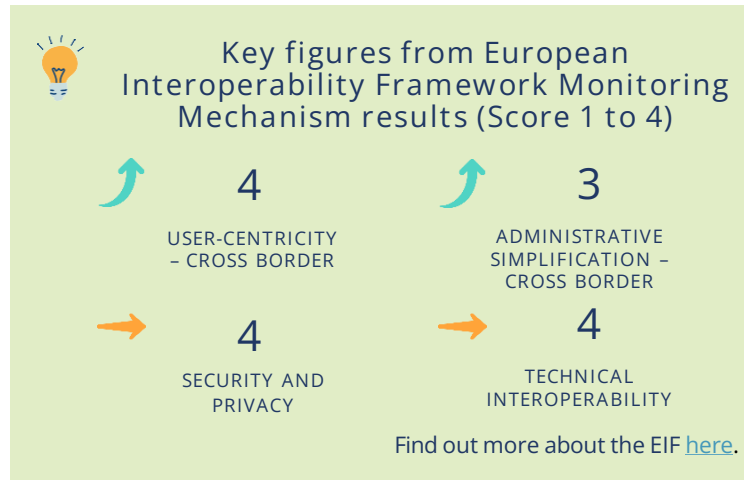 Key figures from European
Interoperability Framework Monitoring
Mechanism results (Score 1 to 4)
4
USER-CENTRICITY
– CROSS BORDER
3
ADMINISTRATIVE
SIMPLIFICATION –
CROSS BORDER
4
SECURITY AND
PRIVACY
4
TECHNICAL
INTEROPERABILITY
Find out more about the EIF here.